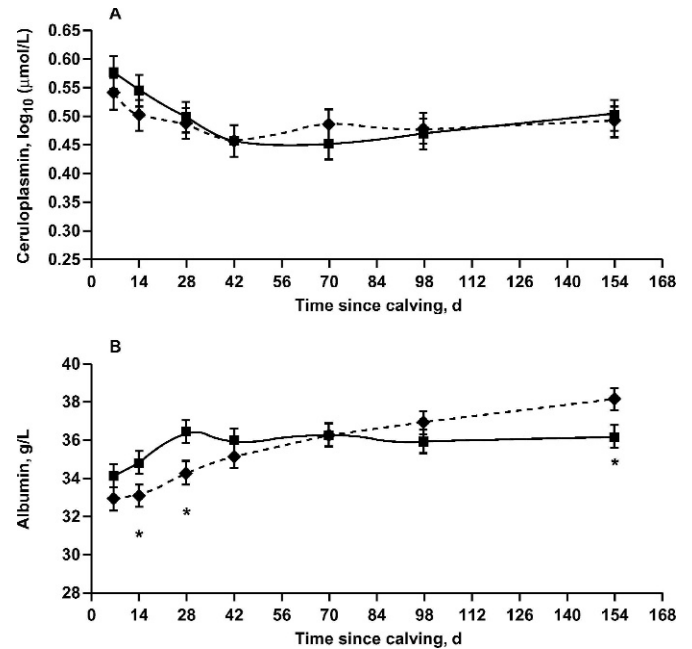 A
Ceruloplasmin, log10 (μmol/L)
0.65
0.60
0.55
0.50
0.45
0.40
0.35
0.30
0.25
0 14 28 42 56 70 84 98 112 126 140 154 168
Time since calving, d
B
Albumin, g/L
40
38
36
34
32
30
28
* * *
0 14 28 42 56 70 84 98 112 126 140 154 168
Time since calving, d